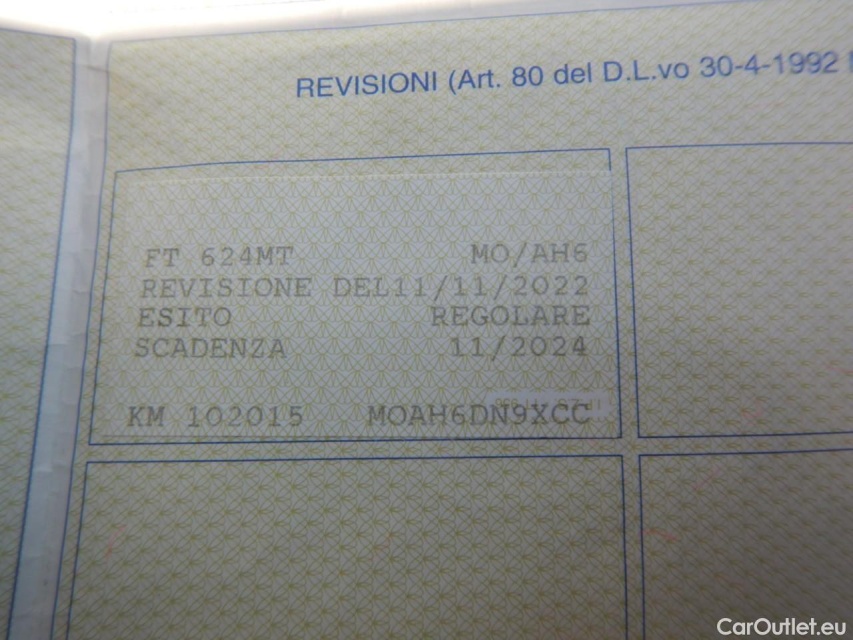 REVISIONI (Art. 80 del D.L.vo 30-4-1992
FT 624MT MO/AH6
REVISIONE DEL11/11/2022
ESITO REGOLARE
SCADENZA 11/2024
KM 102015 MOAH6DN9XCC
CarOutlet.eu